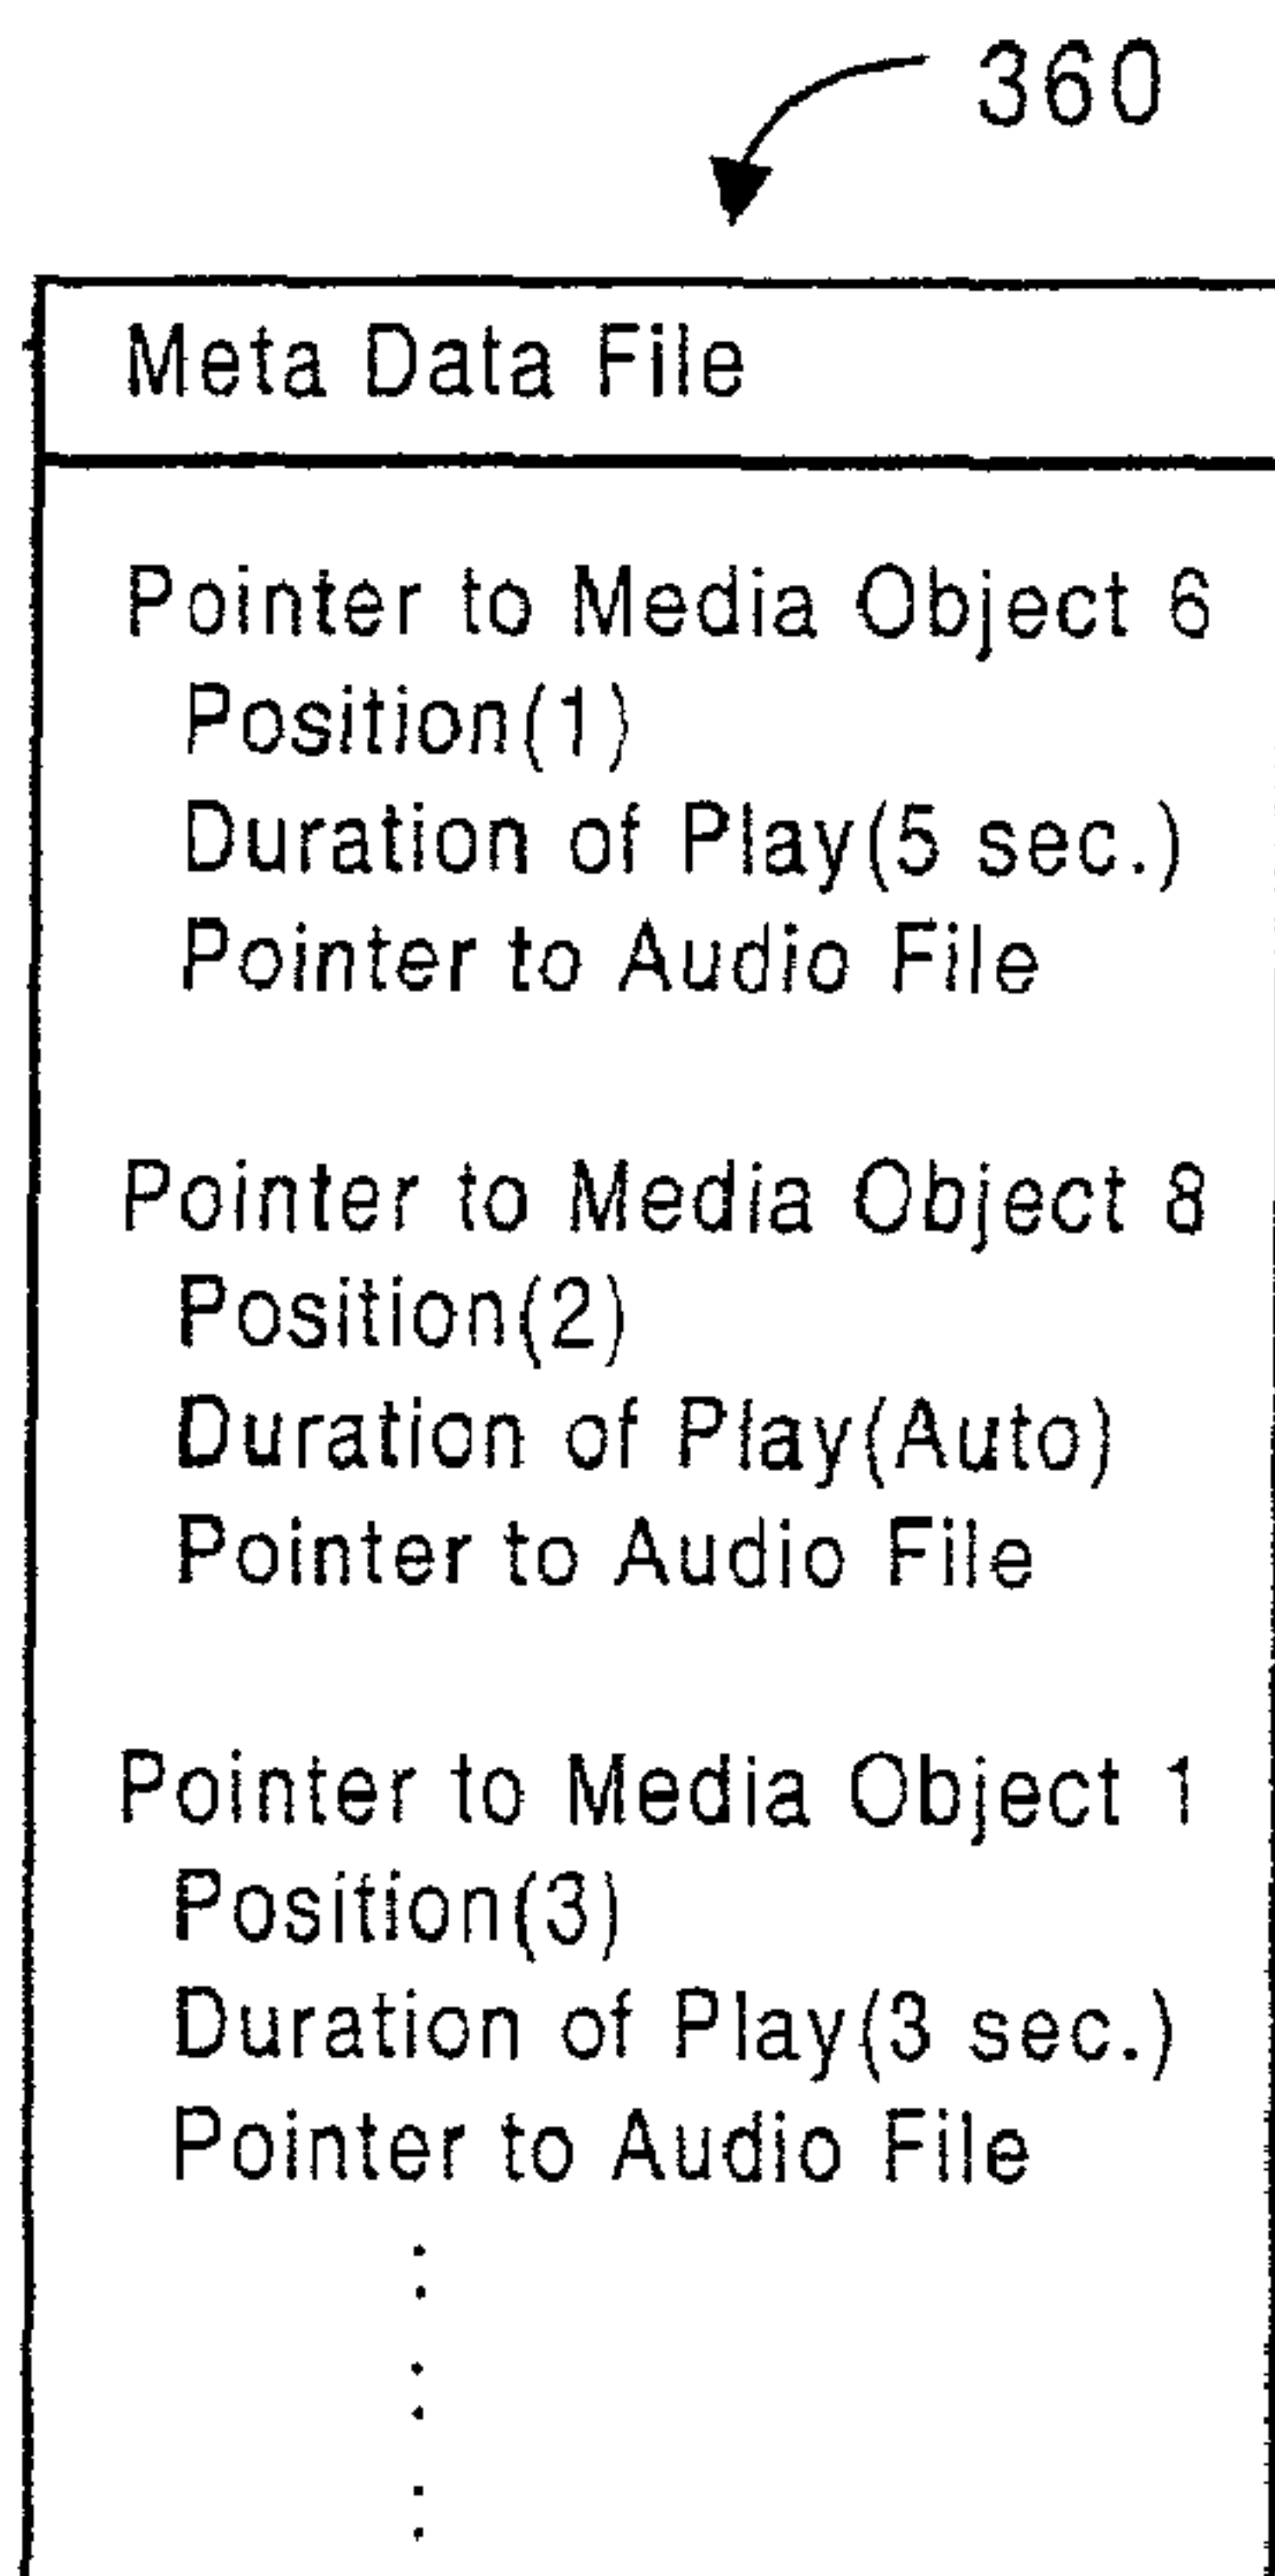 360
Meta Data File
Pointer to Media Object 6
Position(1)
Duration of Play(5 sec.)
Pointer to Audio File
Pointer to Media Object 8
Position(2)
Duration of Play(Auto)
Pointer to Audio File
Pointer to Media Object 1
Position(3)
Duration of Play(3 sec.)
Pointer to Audio File